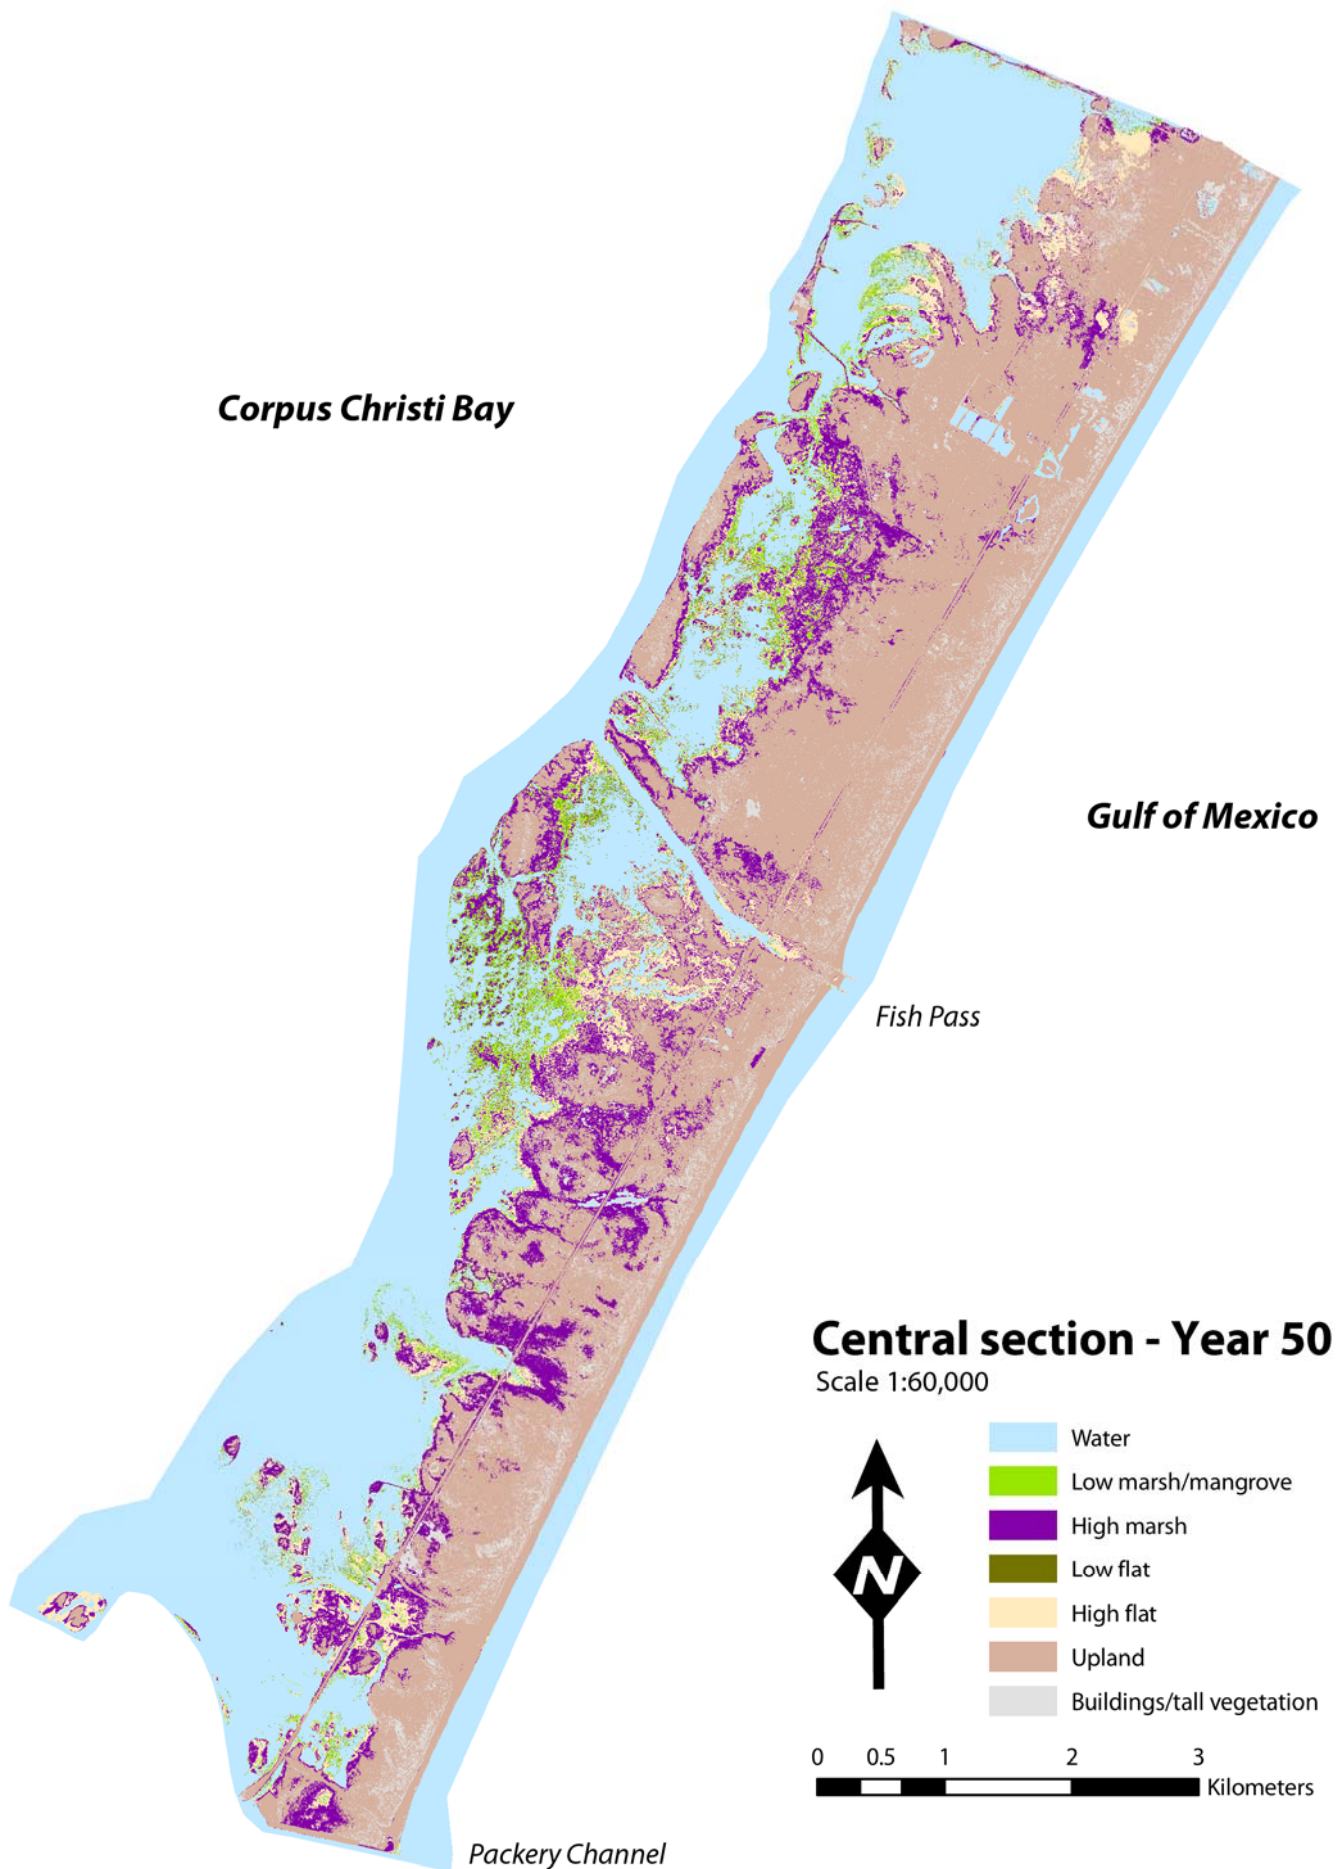 Corpus Christi Bay
Gulf of Mexico
Fish Pass
Central section - Year 50
Scale 1:60,000
N
Water
Low marsh/mangrove
High marsh
Low flat
High flat
Upland
Buildings/tall vegetation
0 0.5 1 2 3
Kilometers
Packery Channel